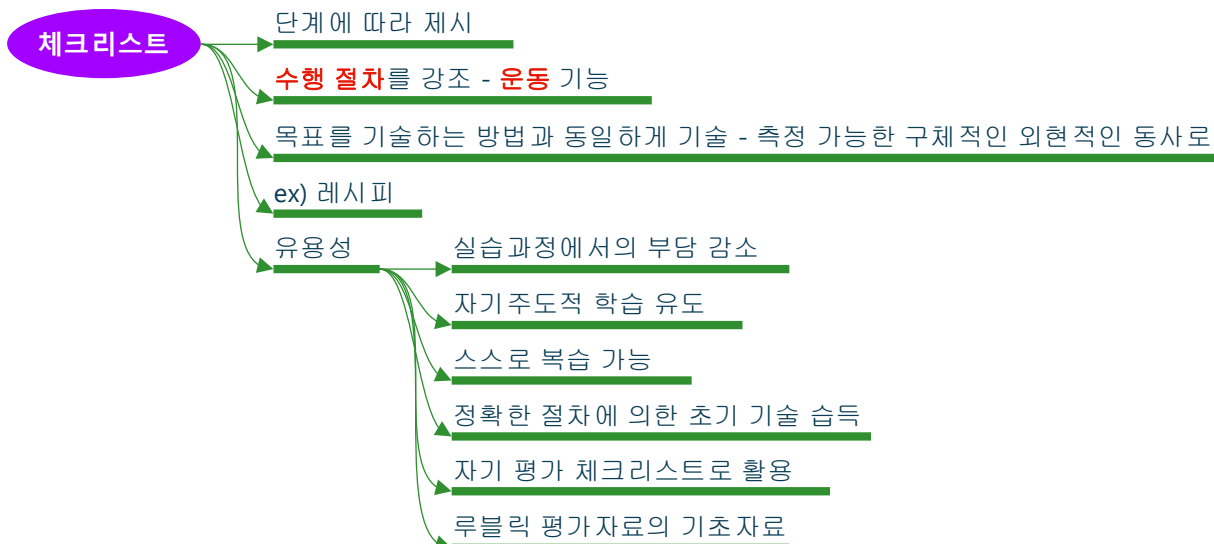 체크리스트
단계에 따라 제시
수행 절차를 강조 - 운동 기능
목표를 기술하는 방법과 동일하게 기술 - 측정 가능한 구체적인 외현적인 동사로
ex) 레시피
유용성
실습과정에서의 부담 감소
자기주도적 학습 유도
스스로 복습 가능
정확한 절차에 의한 초기 기술 습득
자기 평가 체크리스트로 활용
루블릭 평가자료의 기초자료